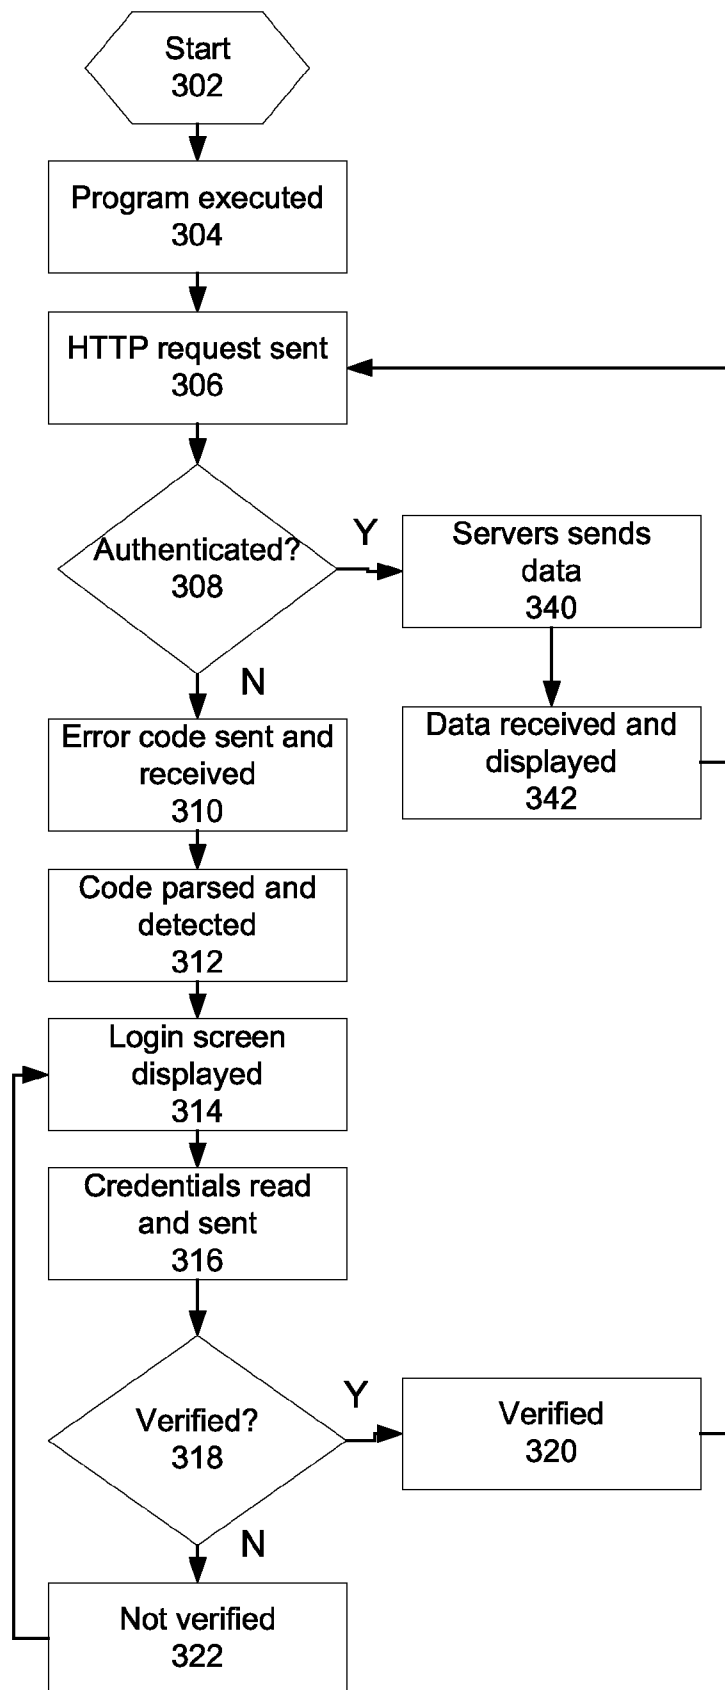 Start
302
Program executed
304
HTTP request sent
306
Authenticated?
308
Y
Servers sends
data
340
N
Data received and
displayed
342
Error code sent and
received
310
Code parsed and
detected
312
Login screen
displayed
314
Credentials read
and sent
316
Verified?
318
Y
Verified
320
N
Not verified
322